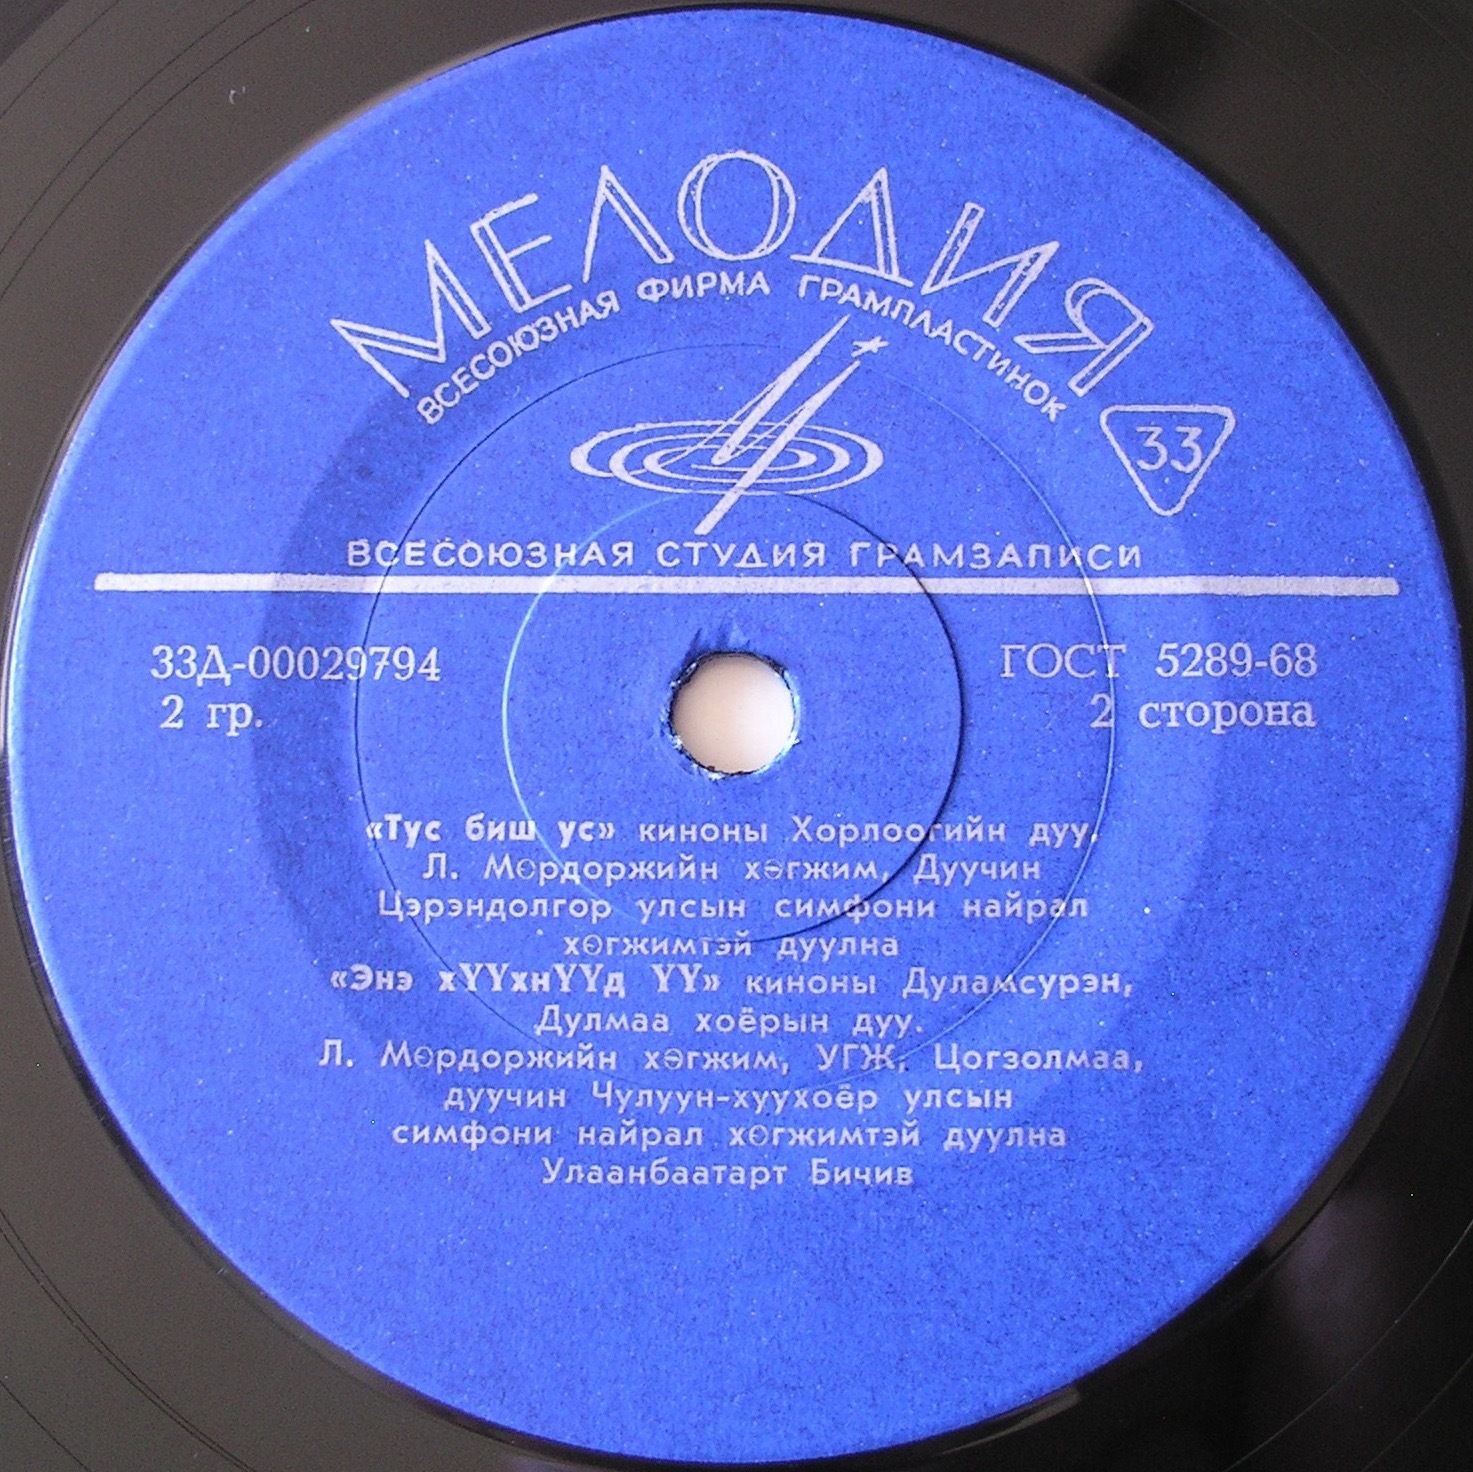 МЕЛОДИЯ
ВСЕСОЮЗНАЯ ФИРМА ГРАМПЛАСТИНОК
33
ВСЕСОЮЗНАЯ СТУДИЯ ГРАМЗАПИСИ
33Д-00029794 ГОСТ 5289-68
2 гр. 2 сторона
«Тус биш ус» киноны Хорлоогийн дуу.
Л. Мөрдоржийн хөгжим, Дуучин
Цэрэндолгор улсын симфони найрал
хөгжимтэй дуулна
«Энэ хҮҮхнҮҮд ҮҮ» киноны Дуламсурэн,
Дулмаа хоёрын дуу.
Л. Мөрдоржийн хөгжим, УГЖ. Цогзолмаа,
дуучин Чулуун-хуухоёр улсын
симфони найрал хөгжимтэй дуулна
Улаанбаатарт Бичив